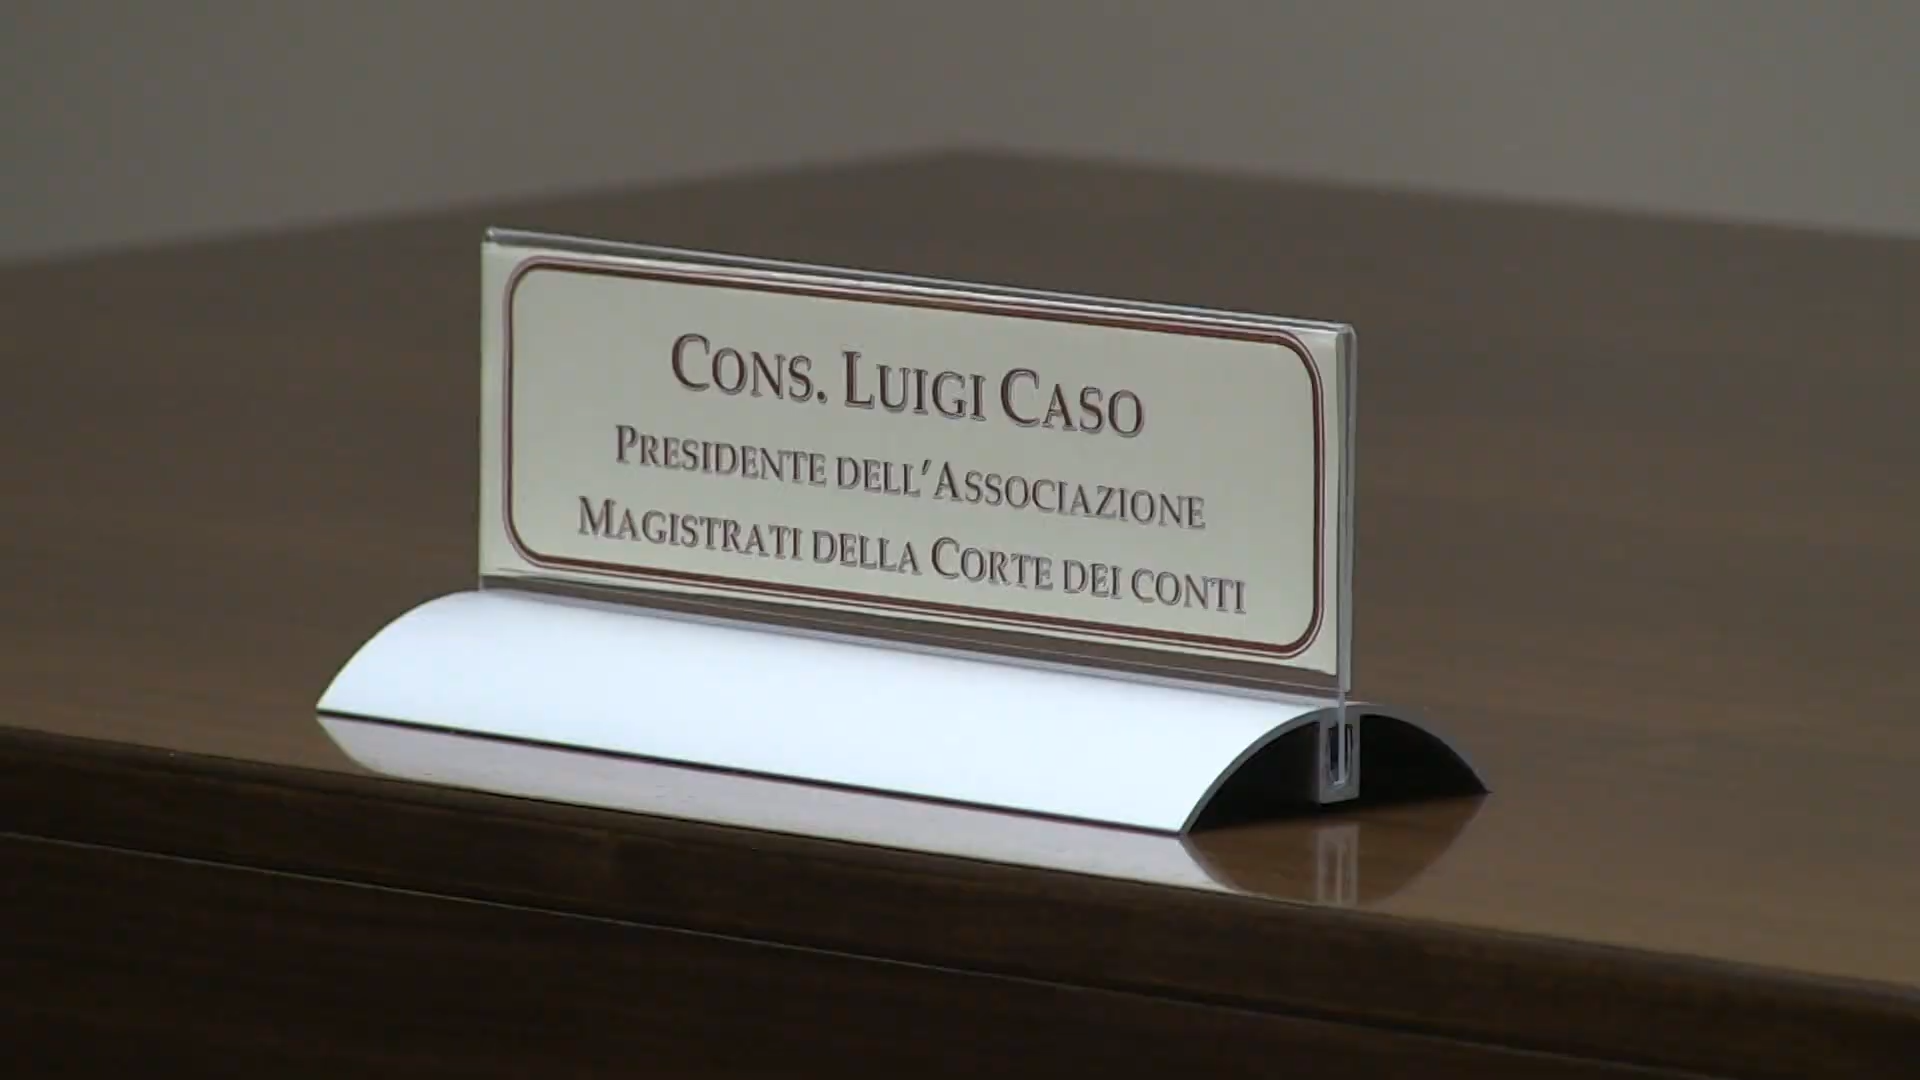 Cons. Luigi Caso
Presidente dell'Associazione
Magistrati della Corte dei conti